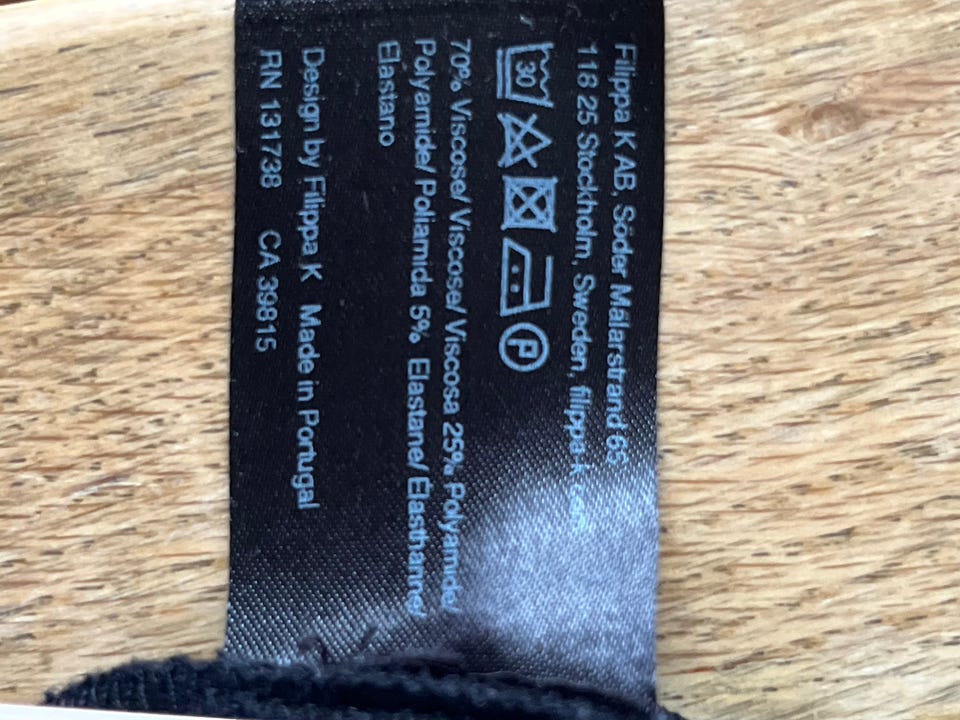 Filippa K AB, Söder Mälarstrand 65
118 25 Stockholm, Sweden, filippa-k.com
30 P
70% Viscose/ Viscose/ Viscosa 25% Polyamide/
Polyamide/ Poliamida 5% Elastane/ Elasthanne/
Elastano
Design by Filippa K Made in Portugal
RN 131738 CA 39815